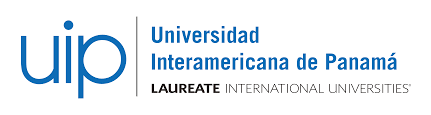 uip
Universidad
Interamericana de Panamá
LAUREATE INTERNATIONAL UNIVERSITIES®